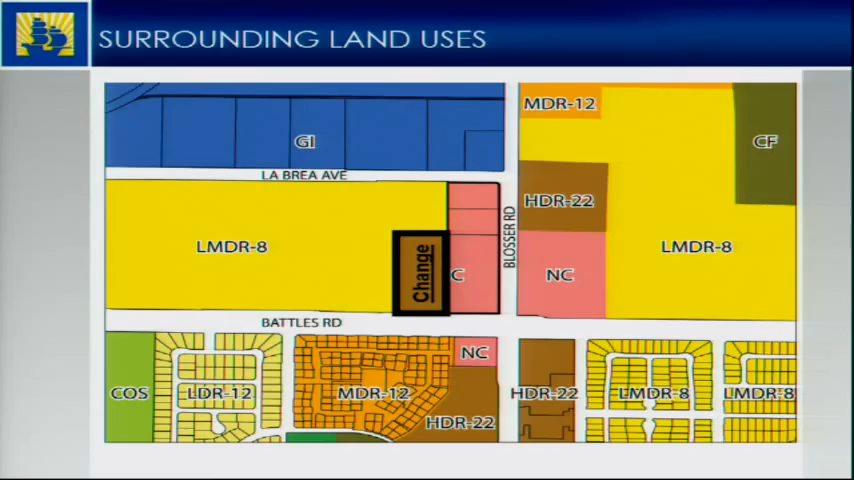 SURROUNDING LAND USES
MDR-12
GI
CF
LA BREA AVE
HDR-22
BLOSSER RD
LMDR-8
Change
C
NC
LMDR-8
BATTLES RD
NC
COS
LDR-12
MDR-12
HDR-22
LMDR-8
LMDR-8
HDR-22